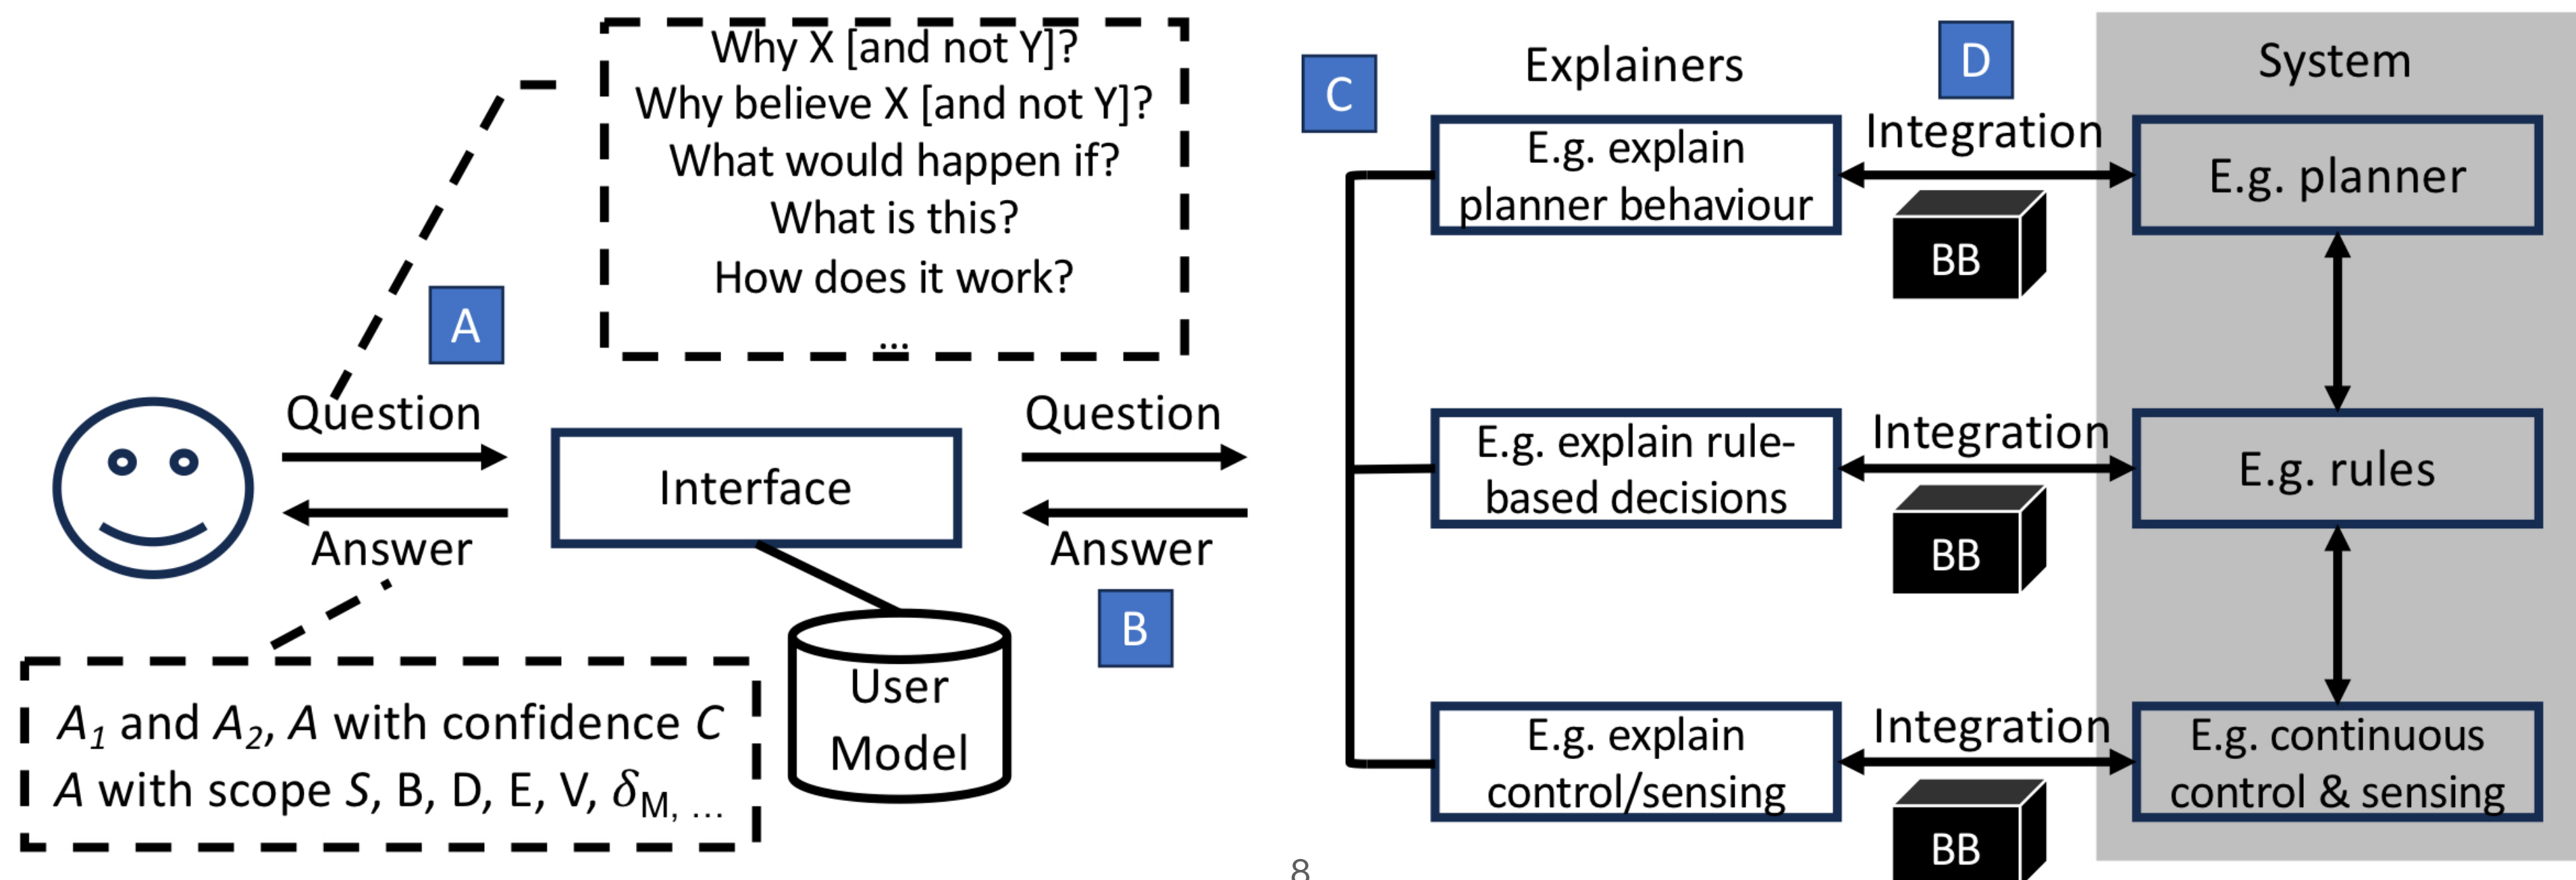 Why X [and not Y]?
Why believe X [and not Y]?
What would happen if?
What is this?
How does it work?
...
A
Question
Answer
Interface
User
Model
A₁ and A₂, A with confidence C
A with scope S, B, D, E, V, δM, ...
Question
Answer
B
C
Explainers
E.g. explain
planner behaviour
E.g. explain rule-
based decisions
E.g. explain
control/sensing
D
Integration
BB
Integration
BB
Integration
BB
System
E.g. planner
E.g. rules
E.g. continuous
control & sensing
8